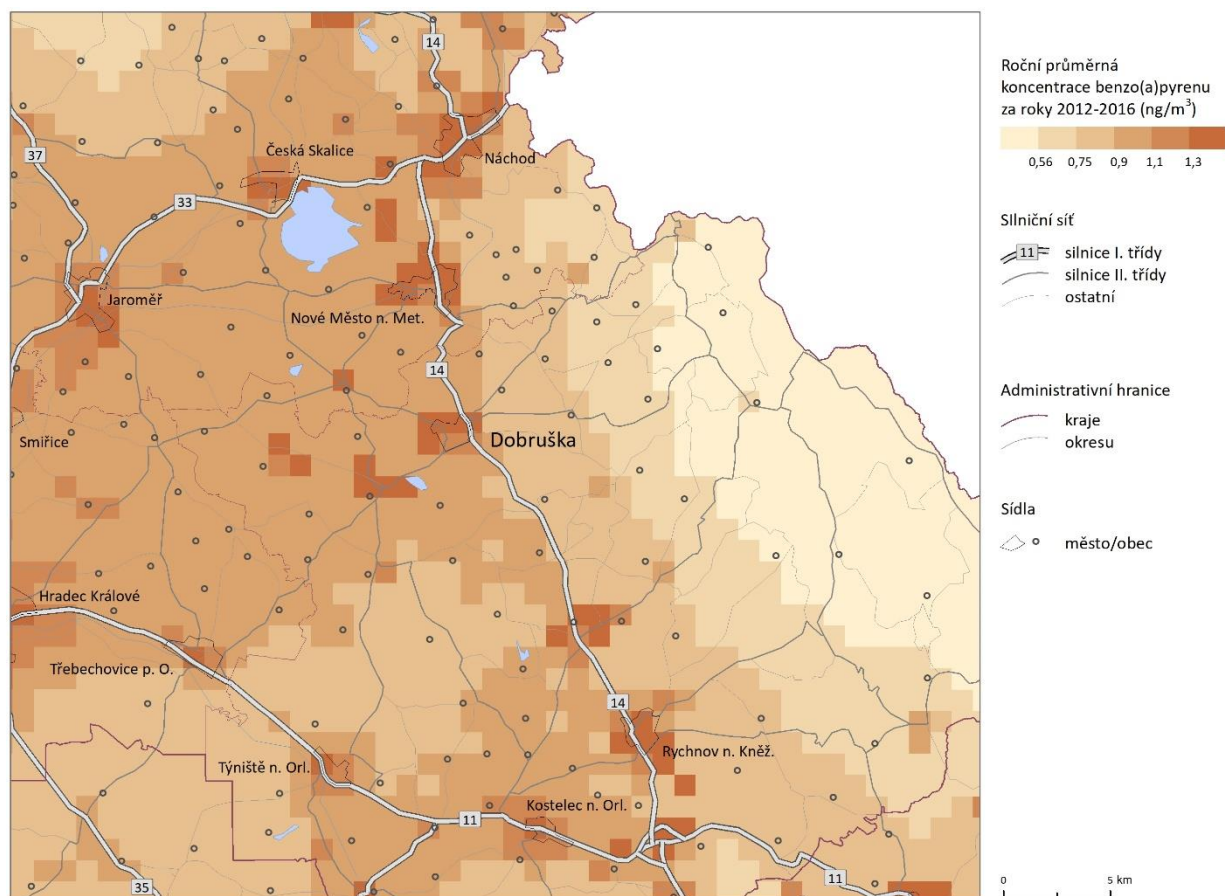 14
37
Česká Skalice
Náchod
33
Jaroměř
Nové Město n. Met.
14
Smiřice
Dobruška
Hradec Králové
Třebechovice p. O.
14
Rychnov n. Kněž.
Týniště n. Orl.
Kostelec n. Orl.
11
35
11
Roční průměrná
koncentrace benzo(a)pyrenu
za roky 2012-2016 (ng/m³)
0,56 0,75 0,9 1,1 1,3
SIlniční síť
11 silnice I. třídy
silnice II. třídy
ostatní
Administrativní hranice
kraje
okresu
Sídla
město/obec
0 5 km